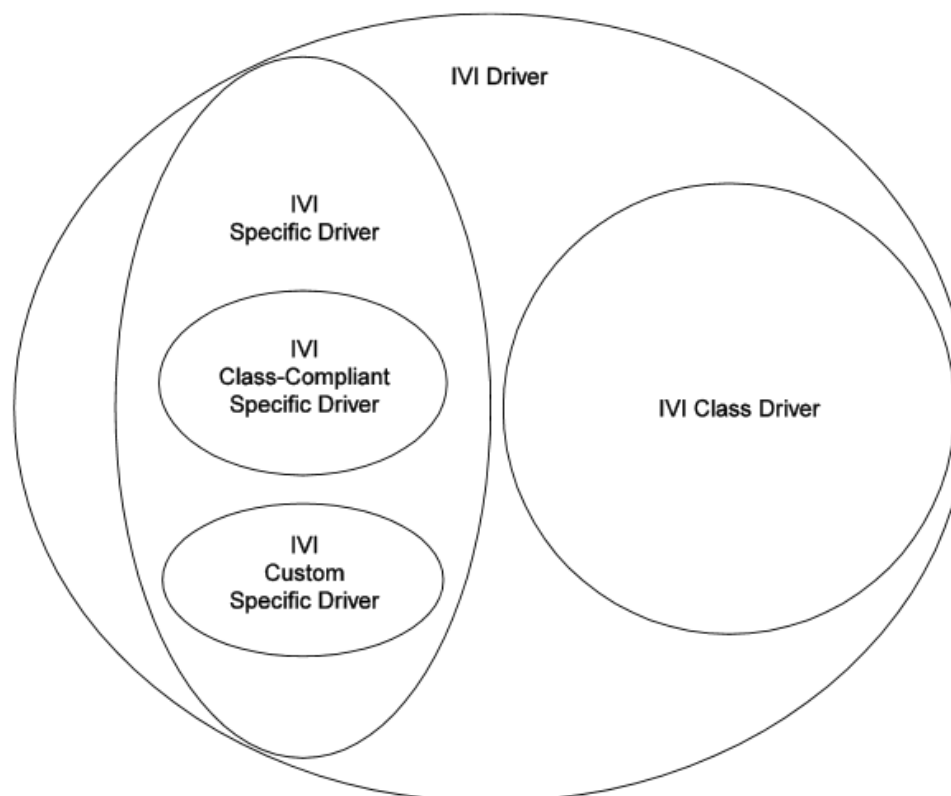 IVI Driver
IVI
Specific Driver
IVI
Class-Compliant
Specific Driver
IVI Class Driver
IVI
Custom
Specific Driver